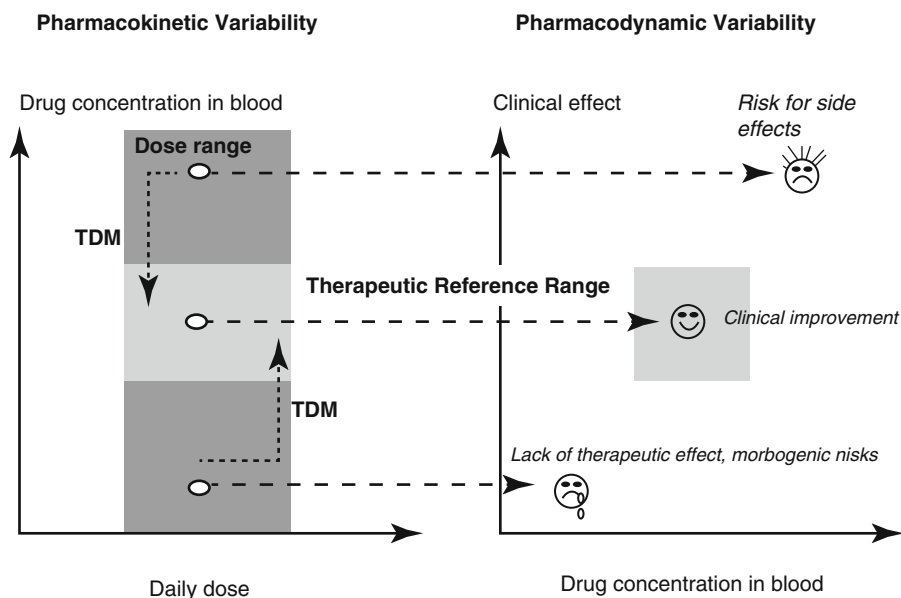 Pharmacokinetic Variability
Pharmacodynamic Variability
Drug concentration in blood
Clinical effect
Risk for side
effects
Dose range
TDM
Therapeutic Reference Range
Clinical improvement
TDM
Lack of therapeutic effect, morbogenic nisks
Daily dose
Drug concentration in blood